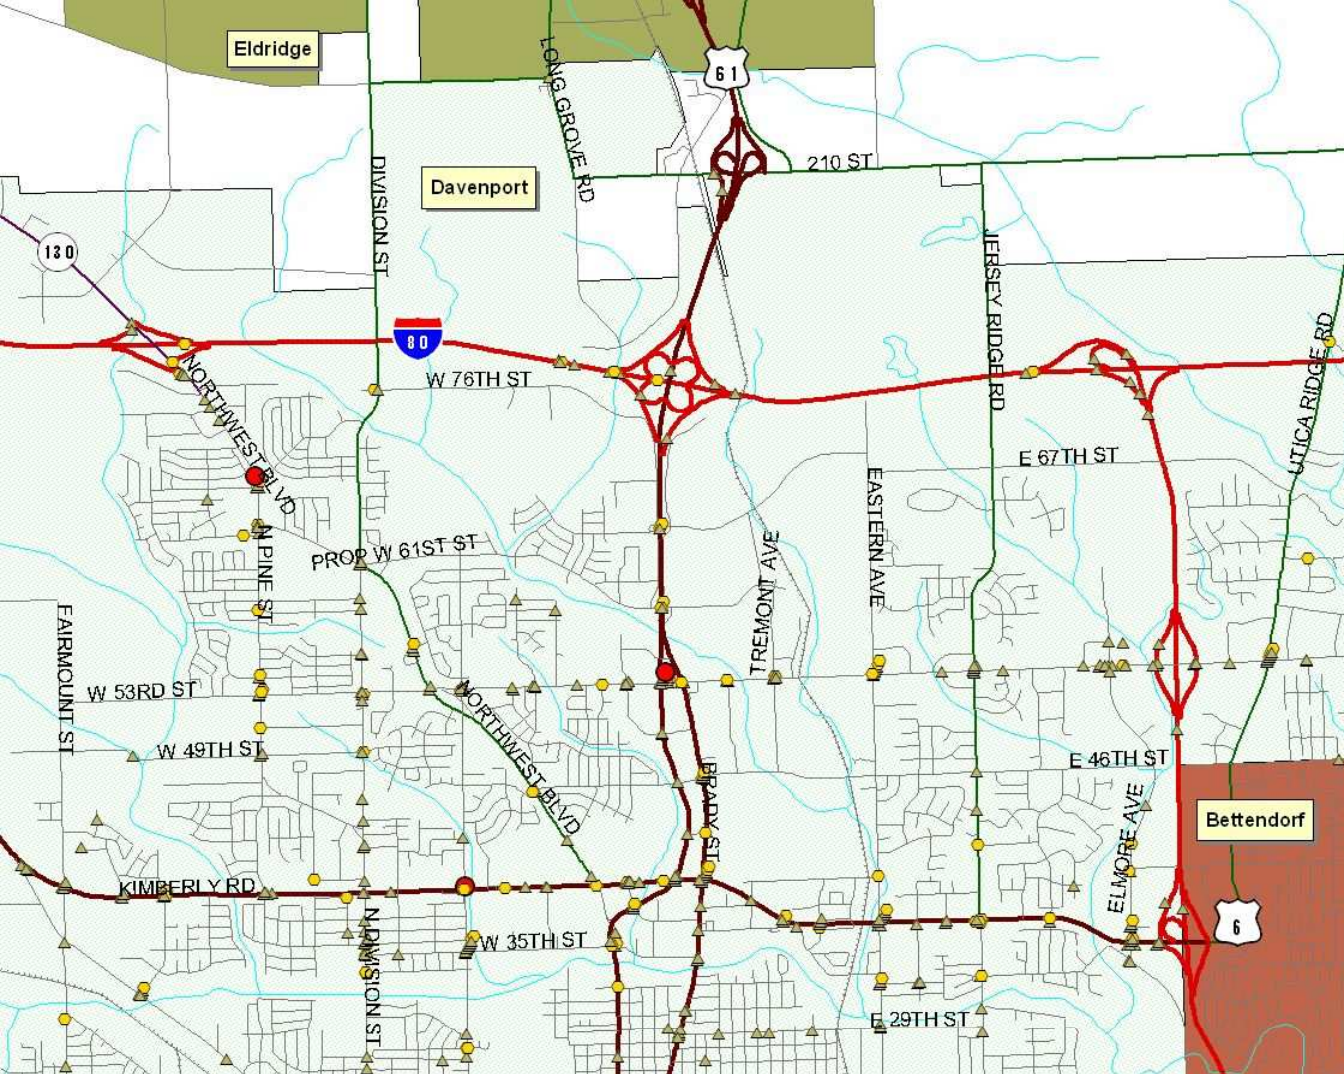 Eldridge
61
LONG GROVE RD
210 ST
DIVISION ST
Davenport
130
JERSEY RIDGE RD
80
UTICA RIDGE RD
W 76TH ST
NORTHWEST BLVD
E 67TH ST
EASTERN AVE
N PINE ST
PROP W 61ST ST
TREMONT AVE
FAIRMOUNT ST
W 53RD ST
NORTHWEST BLVD
W 49TH ST
E 46TH ST
BRADY ST
ELMORE AVE
Bettendorf
KIMBERLY RD
N DIVISION ST
W 35TH ST
6
E 29TH ST